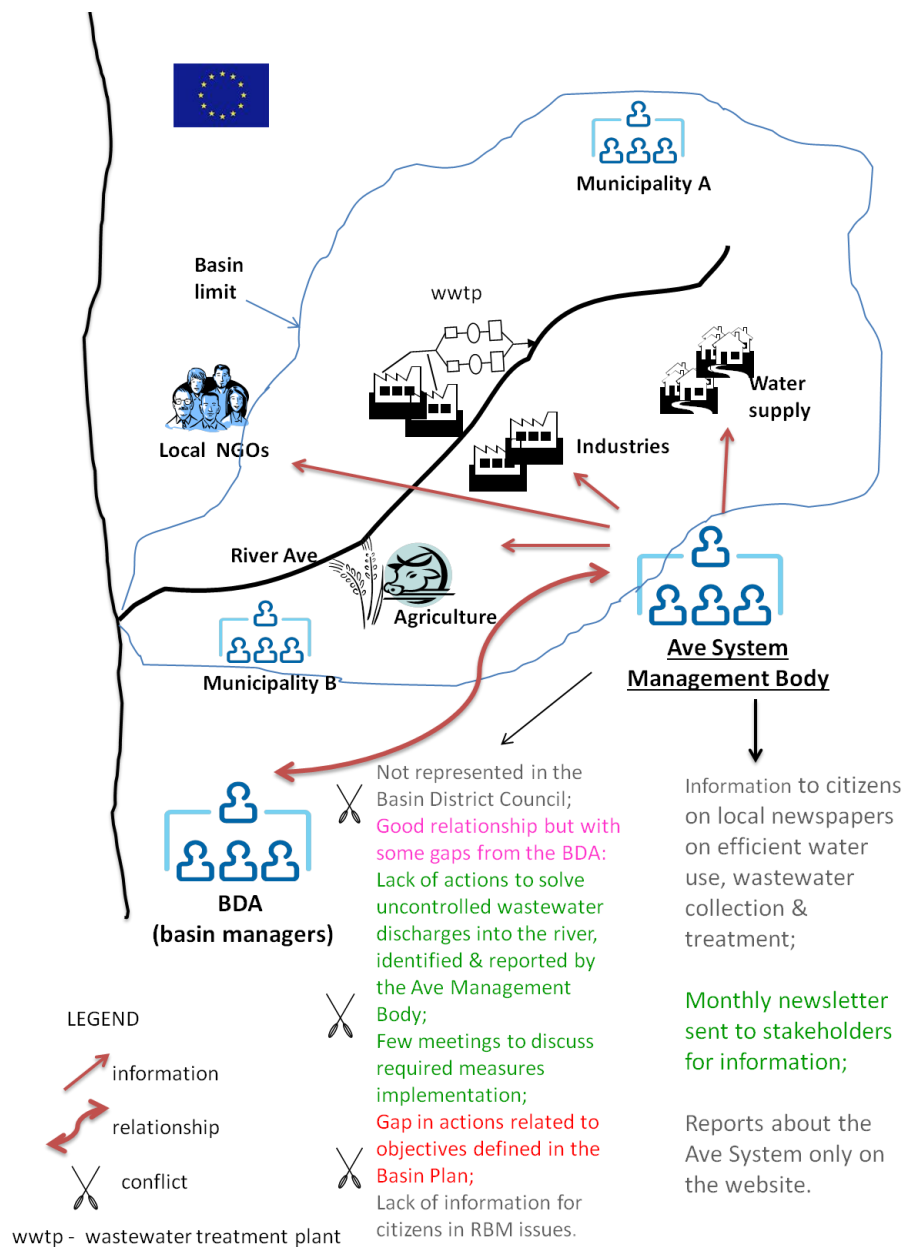 Municipality A
Basin
limit
wwtp
Water
supply
Local NGOs
Industries
River Ave
Agriculture
Municipality B
Ave System
Management Body
BDA
(basin managers)
Not represented in the
Basin District Council;
Good relationship but with
some gaps from the BDA:
Lack of actions to solve
uncontrolled wastewater
discharges into the river,
identified & reported by
the Ave Management
Body;
Few meetings to discuss
required measures
implementation;
Gap in actions related to
objectives defined in the
Basin Plan;
Lack of information for
citizens in RBM issues.
Information to citizens
on local newspapers
on efficient water
use, wastewater
collection &
treatment;
Monthly newsletter
sent to stakeholders
for information;
Reports about the
Ave System only on
the website.
LEGEND
information
relationship
conflict
wwtp - wastewater treatment plant